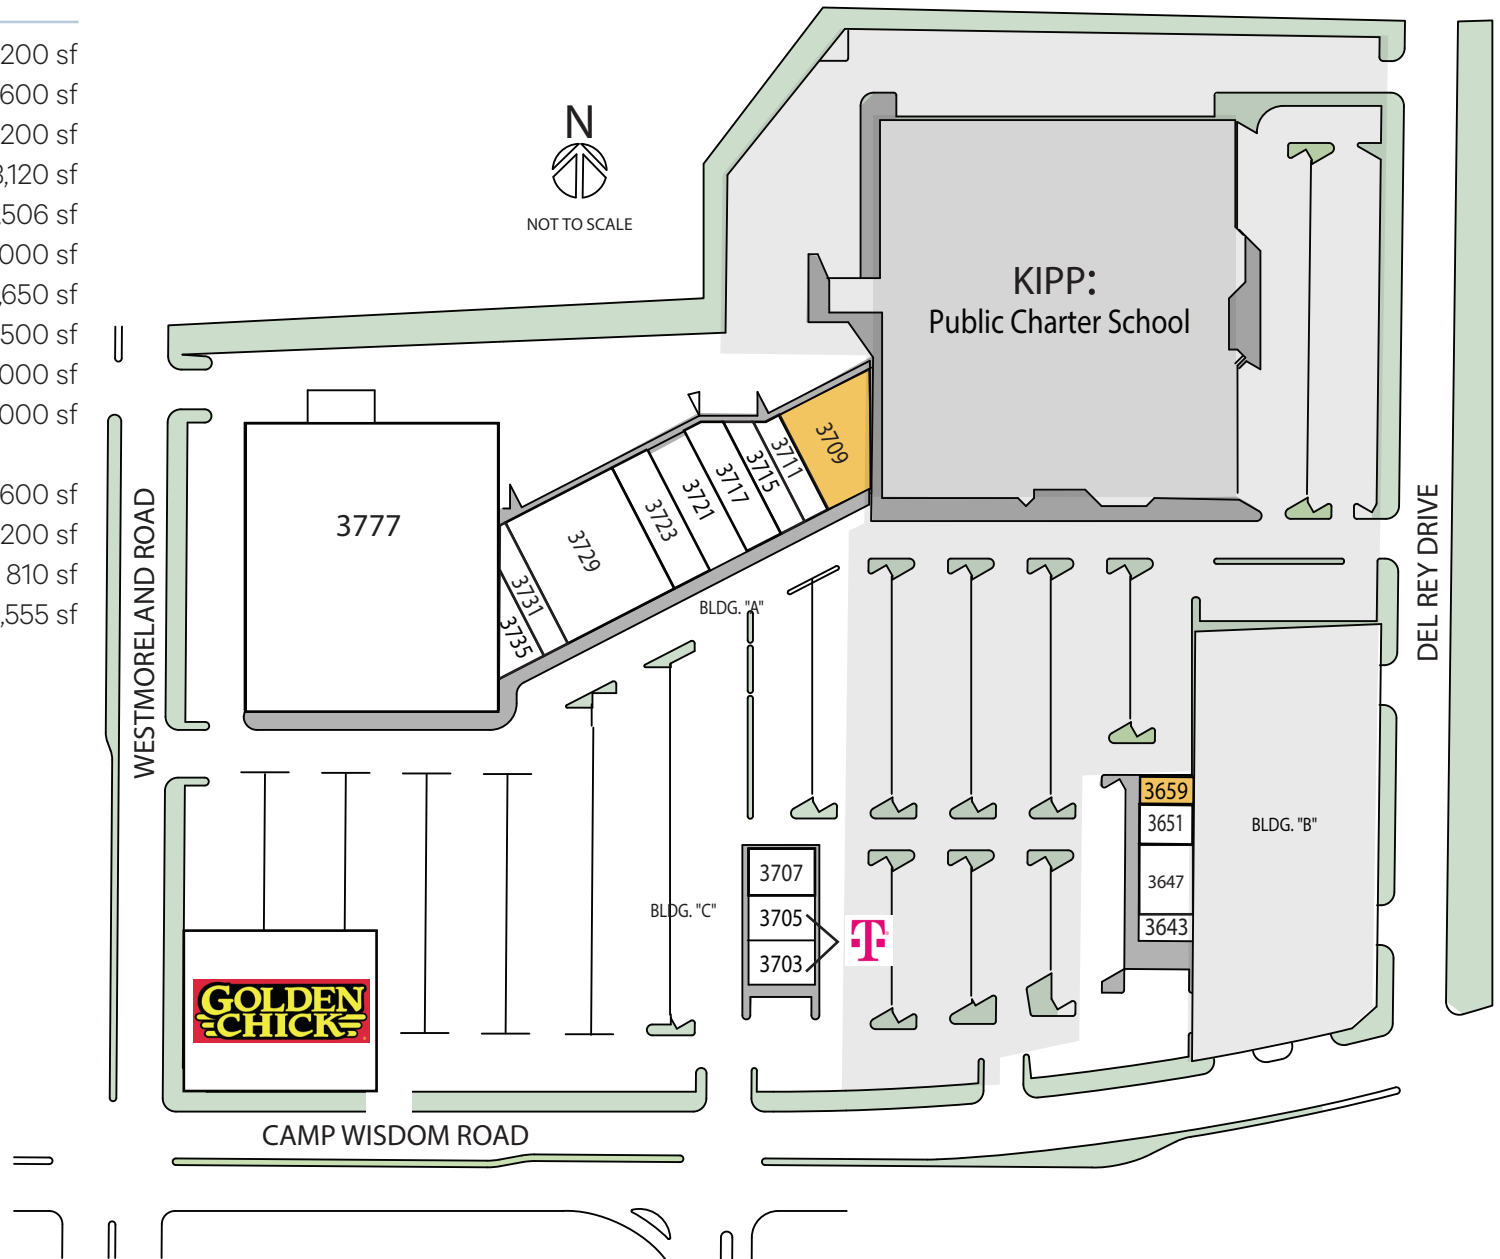 200 sf
600 sf
200 sf
3,120 sf
506 sf
000 sf
,650 sf
500 sf
000 sf
000 sf
600 sf
200 sf
810 sf
,555 sf
N
NOT TO SCALE
KIPP:
Public Charter School
3709
3711
3715
3717
3721
3723
3729
3731
3735
3777
BLDG. "A"
WESTMORELAND ROAD
DEL REY DRIVE
3659
3651
3647
3643
BLDG. "B"
3707
3705
3703
BLDG. "C"
T
GOLDEN
CHICK
CAMP WISDOM ROAD